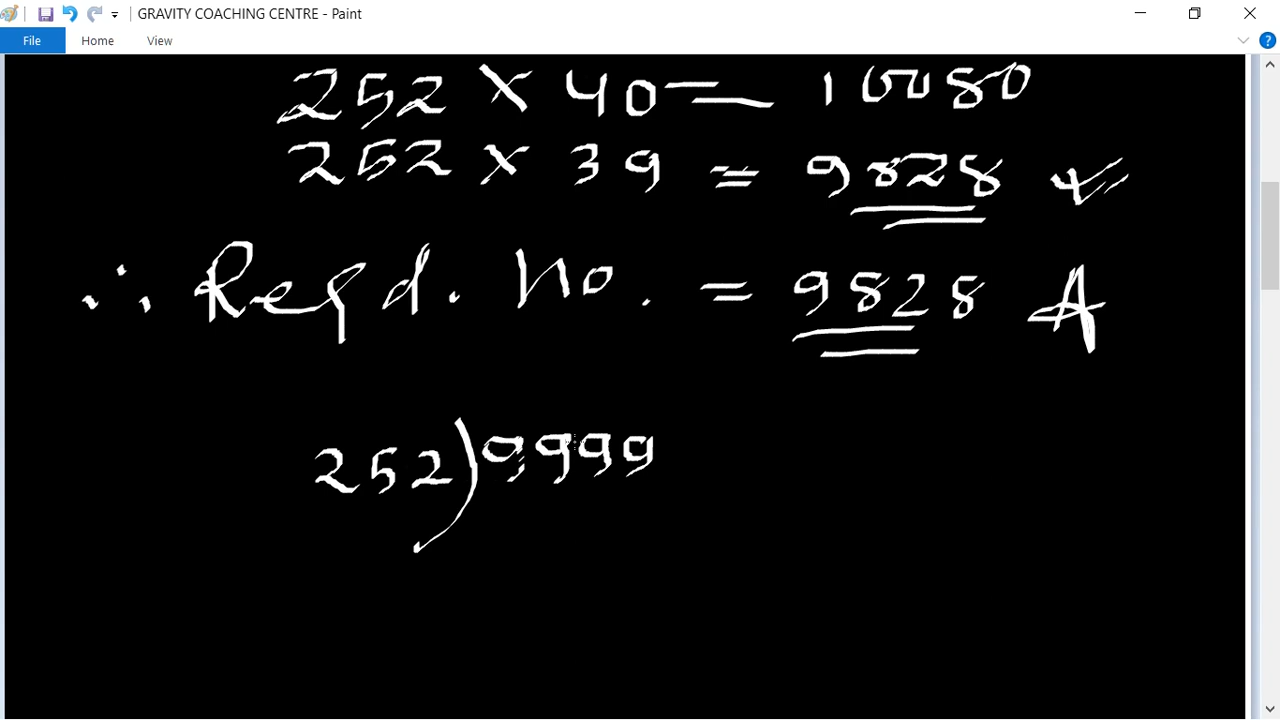 GRAVITY COACHING CENTRE - Paint
File Home View
252 × 40 = 10080
252 × 39 = 9828
∴ Reqd. No. = 9828 A
252)9999